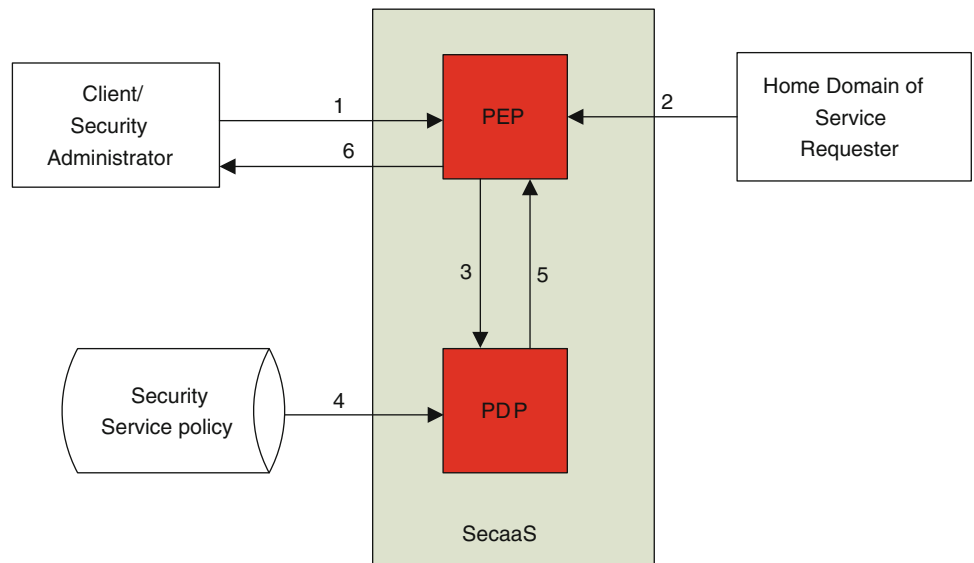 Client/
Security
Administrator
1
6
PEP
2
Home Domain of
Service
Requester
3
5
Security
Service policy
4
PDP
SecaaS